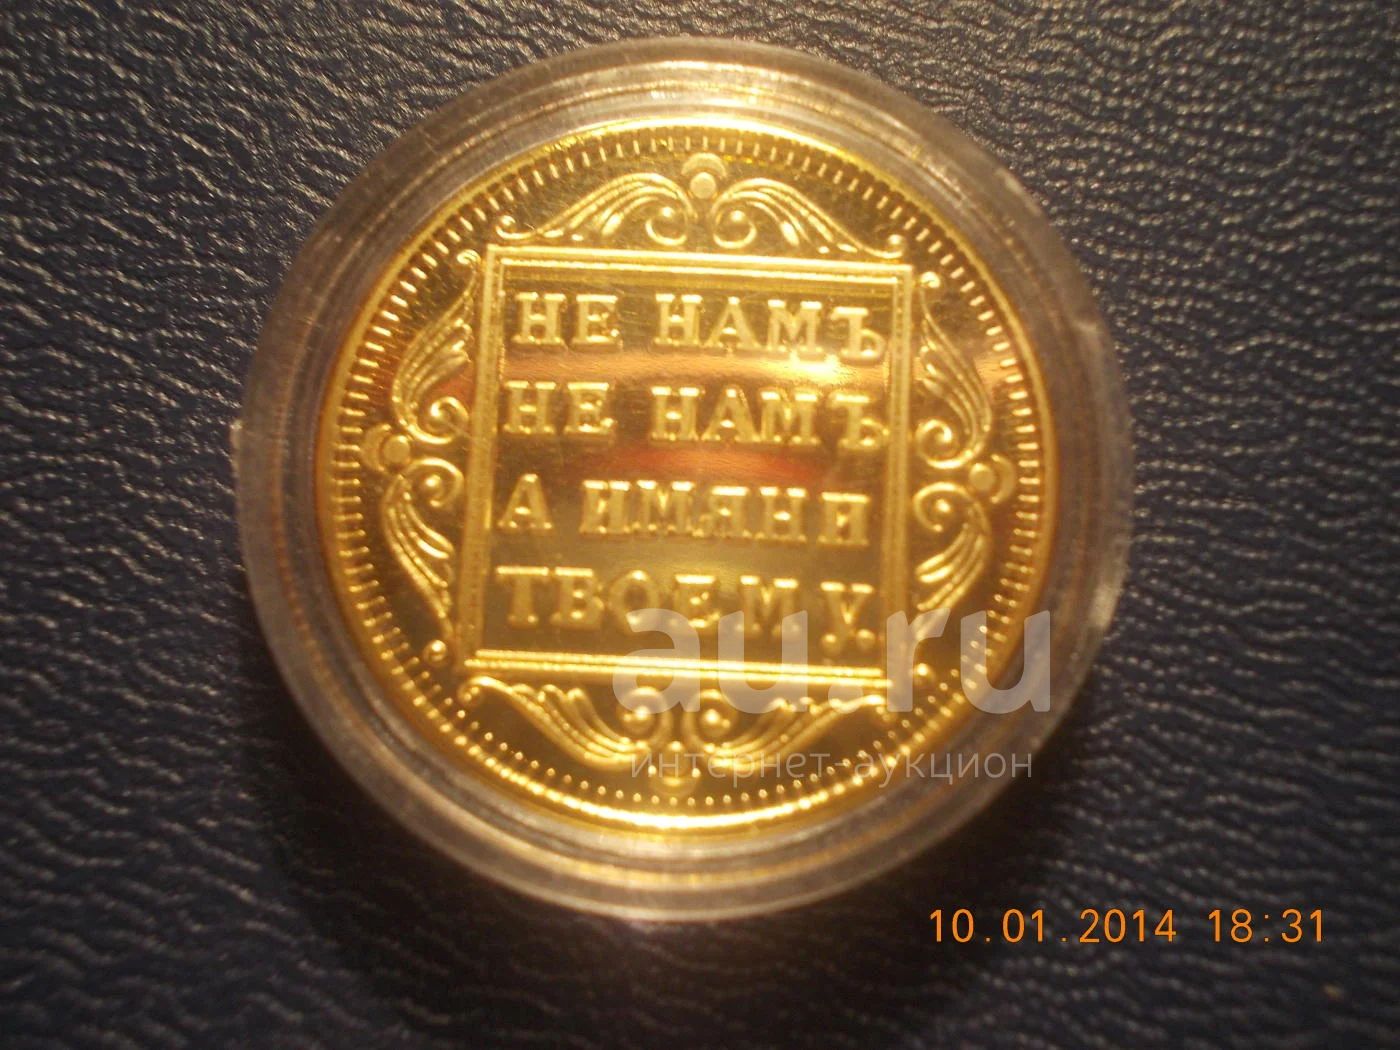 НЕ НАМЪ
НЕ НАМЪ
А ИМЯНИ
ТВОЕМУ.
au.ru
интернет-аукцион
10.01.2014 18:31